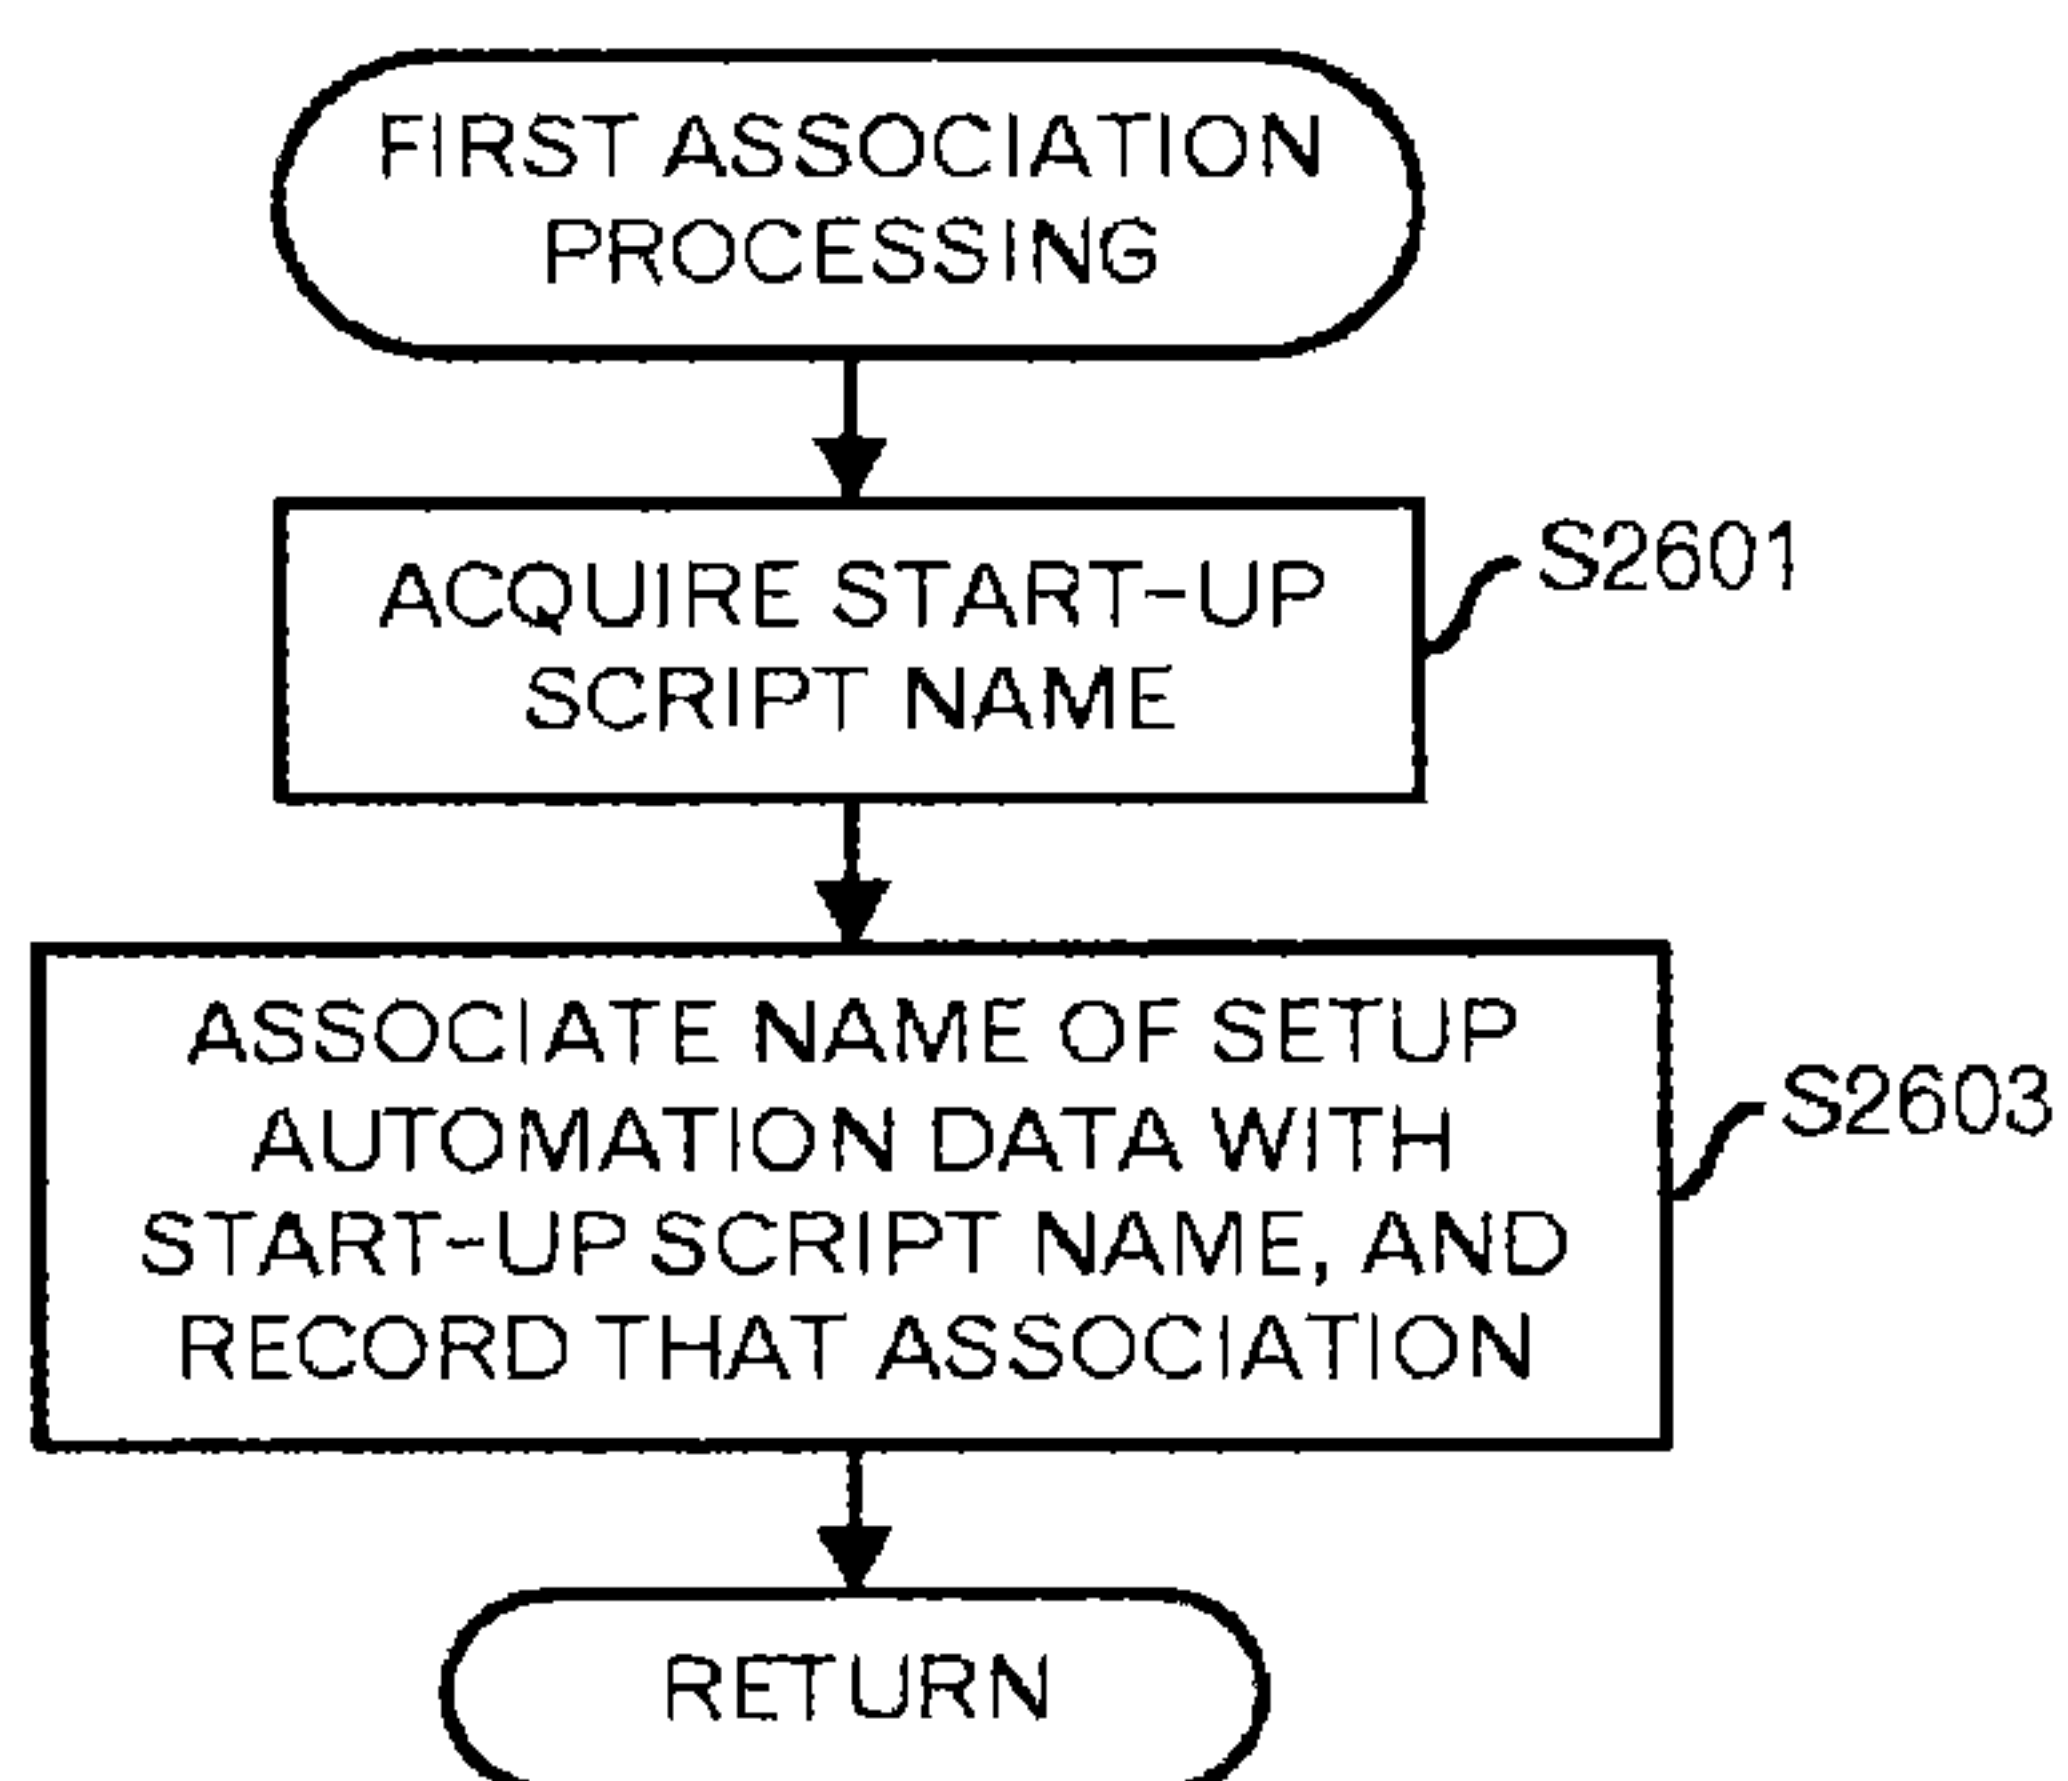 FIRST ASSOCIATION
PROCESSING
ACQUIRE START-UP
SCRIPT NAME
S2601
ASSOCIATE NAME OF SETUP
AUTOMATION DATA WITH
START-UP SCRIPT NAME, AND
RECORD THAT ASSOCIATION
S2603
RETURN